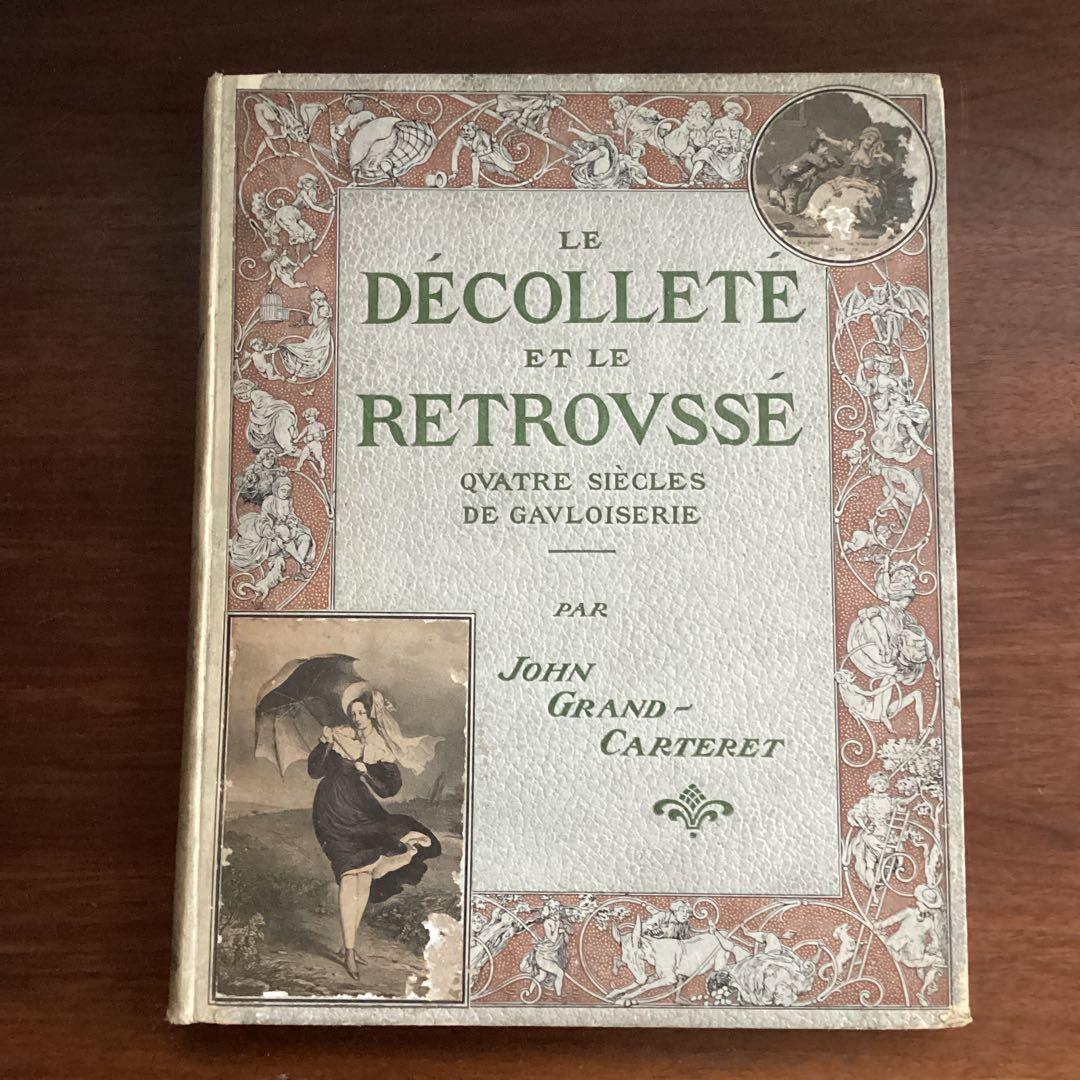 LE
DÉCOLLETÉ
ET LE
RETROVSSÉ
QVATRE SIÈCLES
DE GAVLOISERIE
PAR
JOHN
GRAND-
CARTERET